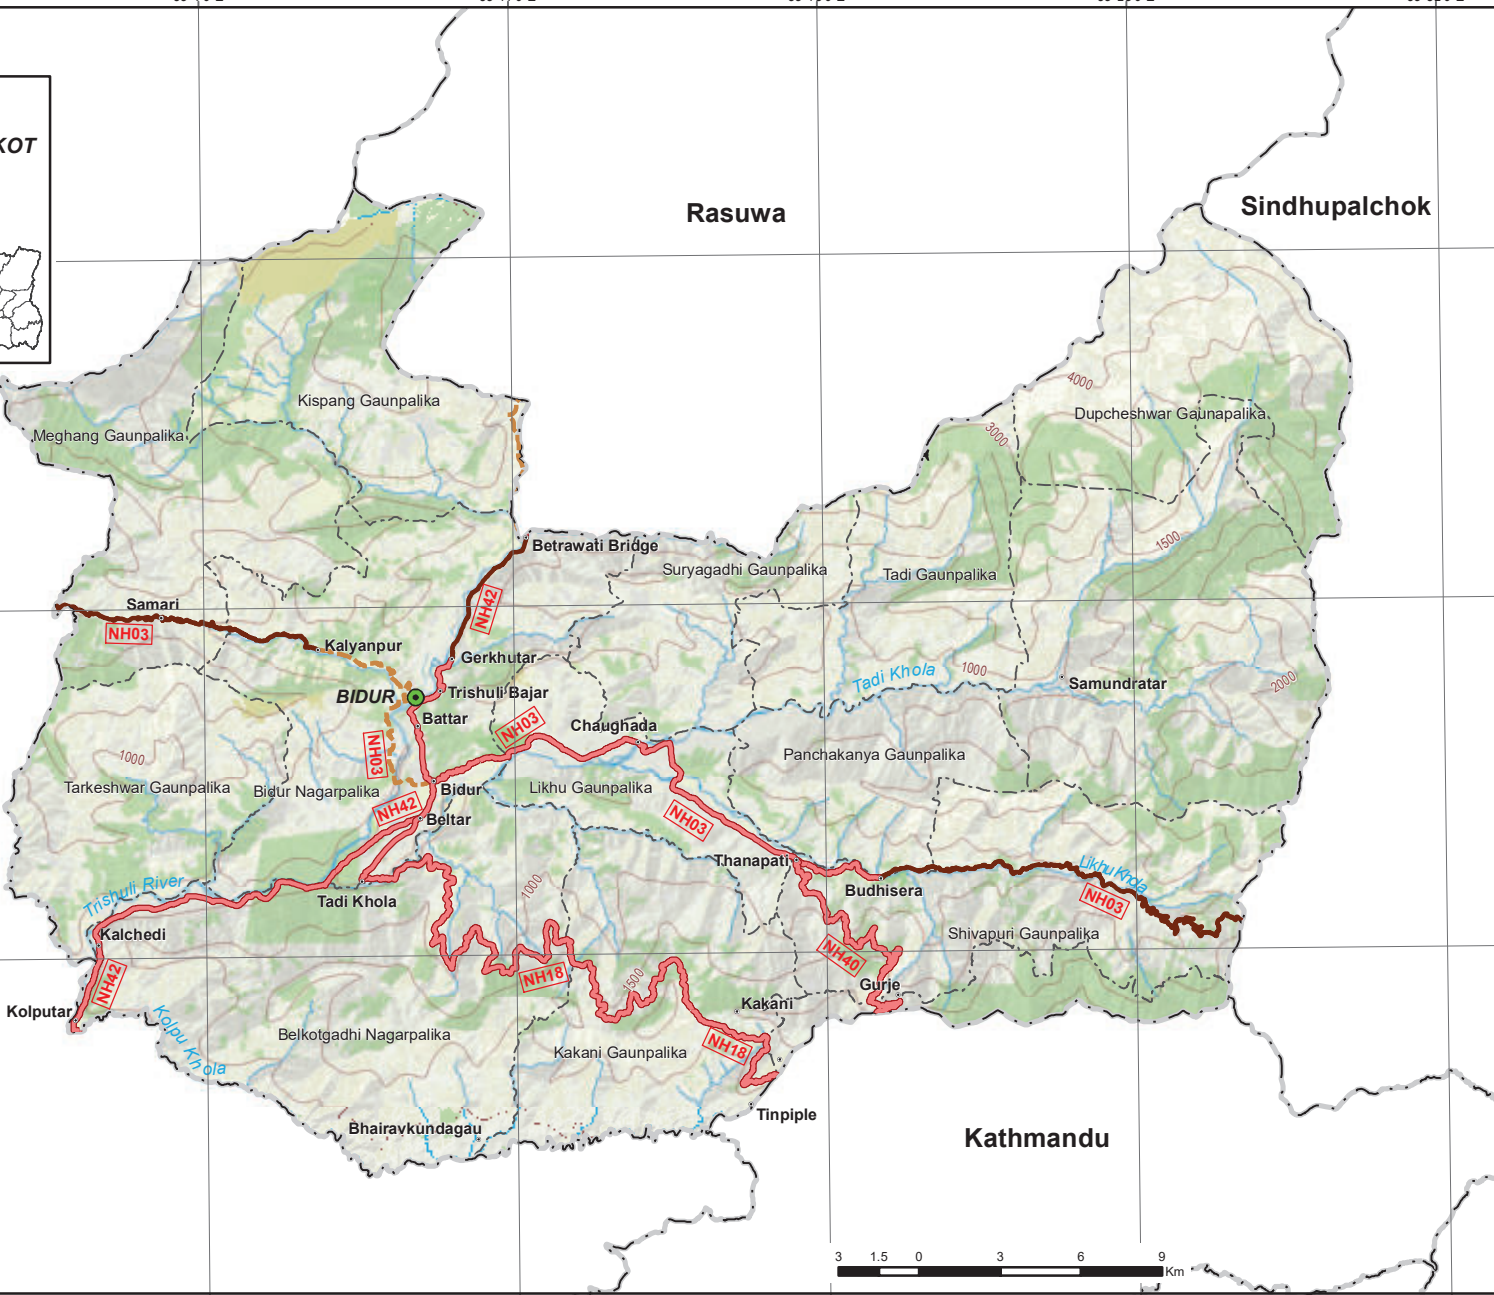 KOT
Rasuwa
Sindhupalchok
4000
Kispang Gaunpalika
Dupcheshwar Gaunapalika
Meghang Gaunpalika
3000
1500
Betrawati Bridge
Suryagadhi Gaunpalika
Tadi Gaunpalika
NH42
Samari
NH03
Kalyanpur
Gerkhutar
Tadi Khola
1000
Samundratar
2000
BIDUR
Trishuli Bajar
Battar
NH03
Chaughada
NH03
1000
Panchakanya Gaunpalika
Tarkeshwar Gaunpalika
Bidur Nagarpalika
Bidur
Likhu Gaunpalika
NH42
Beltar
NH03
Thanapati
Budhisera
Likhu Khola
NH03
Trishuli River
1000
Tadi Khola
Kalchedi
Shivapuri Gaunpalika
NH40
NH42
NH18
1500
Gurje
Kolputar
Kakani
Kolpu Khola
Belkotgadhi Nagarpalika
Kakani Gaunpalika
NH18
Tinpiple
Bhairavkundagau
Kathmandu
3 1.5 0 3 6 9
Km